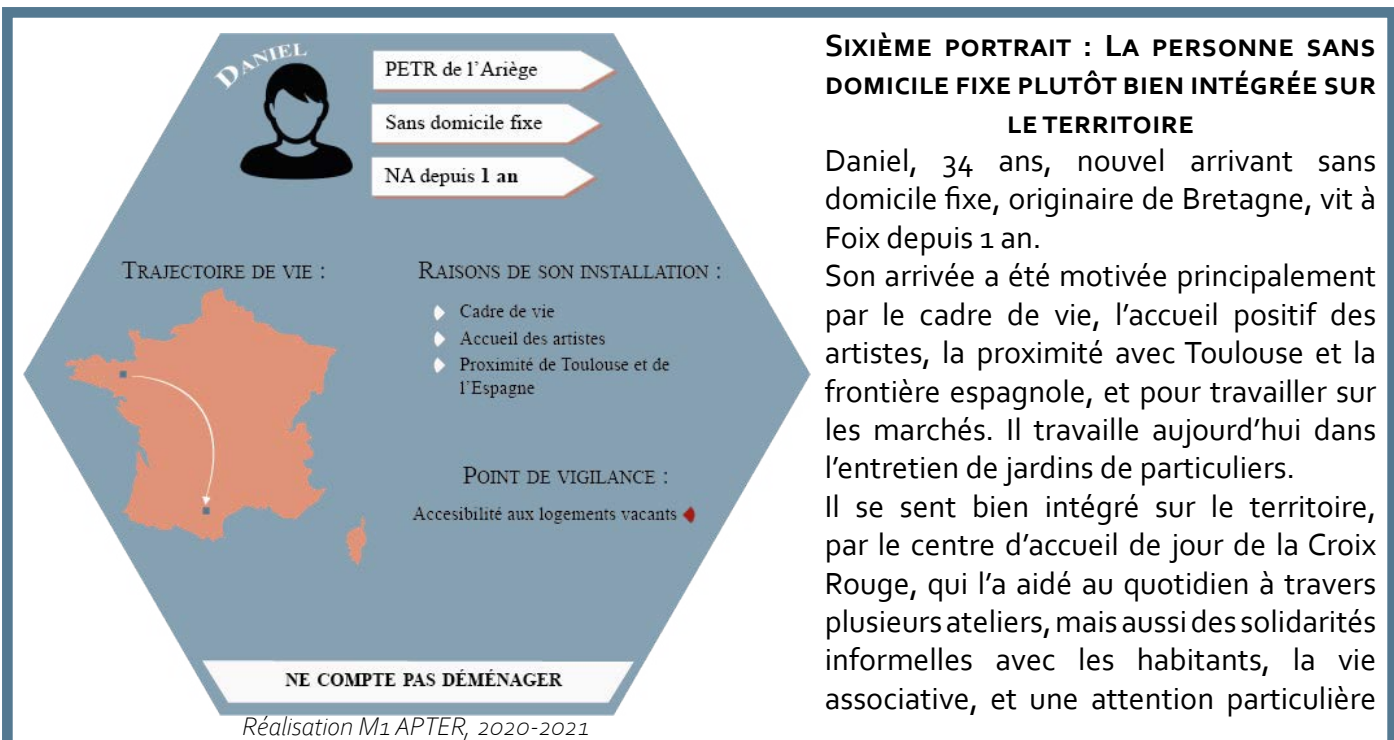 DANIEL
PETR de l'Ariège
Sans domicile fixe
NA depuis 1 an
TRAJECTOIRE DE VIE :
RAISONS DE SON INSTALLATION :
Cadre de vie
Accueil des artistes
Proximité de Toulouse et de
l'Espagne
POINT DE VIGILANCE :
Accesibilité aux logements vacants
NE COMPTE PAS DÉMÉNAGER
Réalisation M1 APTER, 2020-2021
SIXIÈME PORTRAIT : LA PERSONNE SANS
DOMICILE FIXE PLUTÔT BIEN INTÉGRÉE SUR
LE TERRITOIRE
Daniel, 34 ans, nouvel arrivant sans
domicile fixe, originaire de Bretagne, vit à
Foix depuis 1 an.
Son arrivée a été motivée principalement
par le cadre de vie, l'accueil positif des
artistes, la proximité avec Toulouse et la
frontière espagnole, et pour travailler sur
les marchés. Il travaille aujourd'hui dans
l'entretien de jardins de particuliers.
Il se sent bien intégré sur le territoire,
par le centre d'accueil de jour de la Croix
Rouge, qui l'a aidé au quotidien à travers
plusieurs ateliers, mais aussi des solidarités
informelles avec les habitants, la vie
associative, et une attention particulière